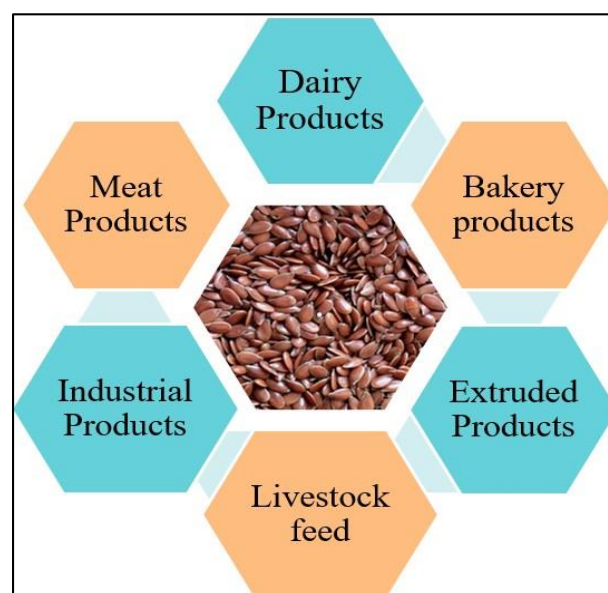 Dairy
Products
Bakery
products
Extruded
Products
Livestock
feed
Industrial
Products
Meat
Products